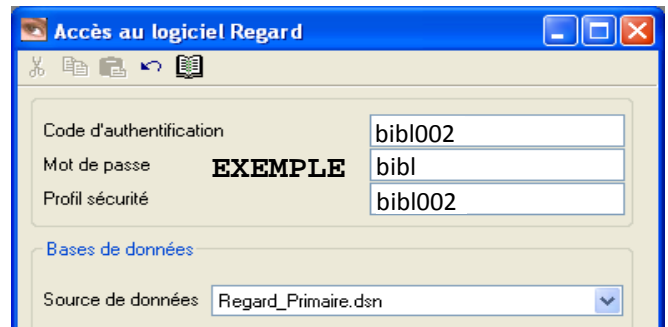 Accès au logiciel Regard
Code d'authentification bibl002
Mot de passe EXEMPLE bibl
Profil sécurité bibl002
Bases de données
Source de données Regard_Primaire.dsn